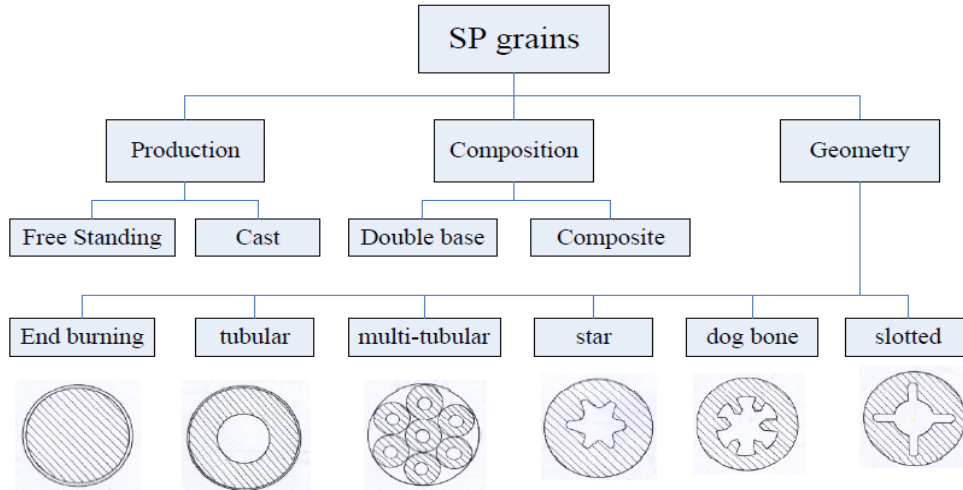 SP grains
Production
Composition
Geometry
Free Standing
Cast
Double base
Composite
End burning
tubular
multi-tubular
star
dog bone
slotted